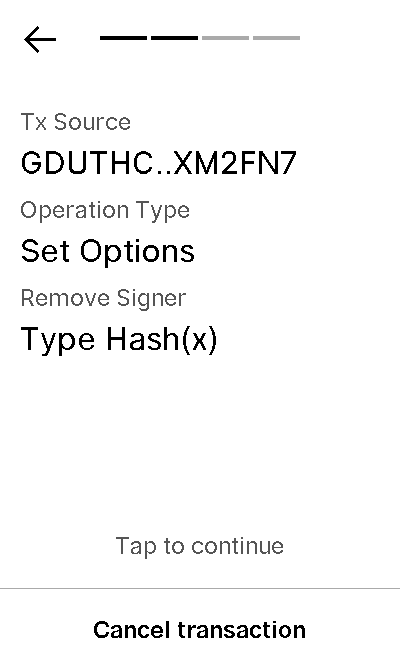 Tx Source
GDUTHC..XM2FN7
Operation Type
Set Options
Remove Signer
Type Hash(x)
Tap to continue
Cancel transaction